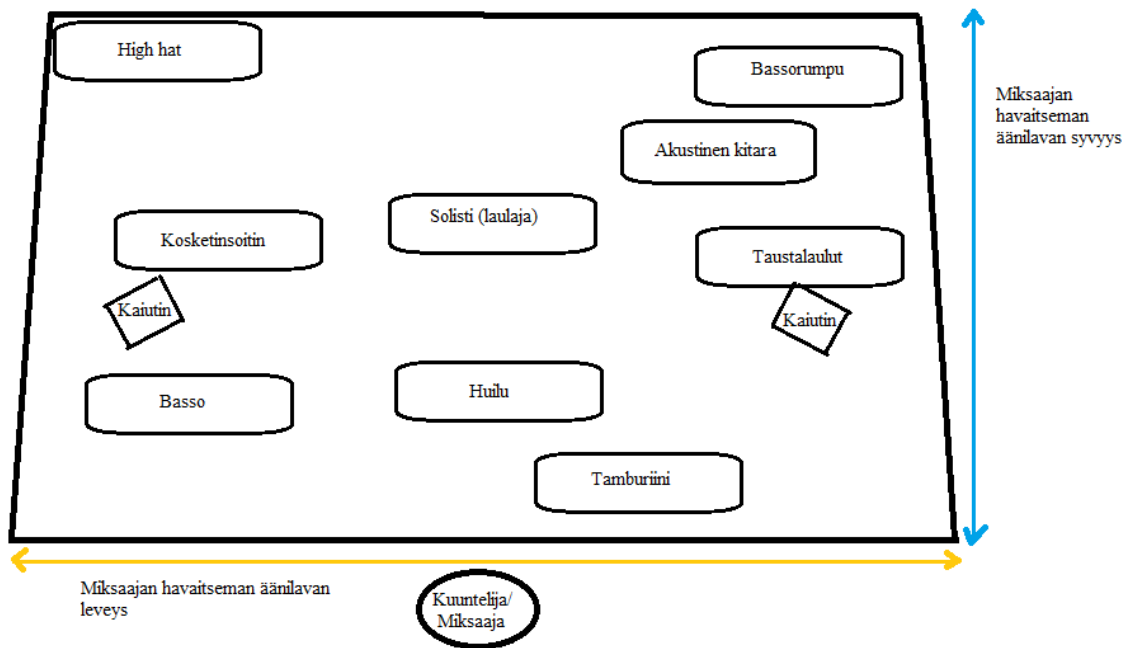 High hat
Bassorumpu
Miksaajan
havaitseman
äänilavan syvyys
Akustinen kitara
Solisti (laulaja)
Kosketinsoitin
Taustalaulut
Kaiutin
Kaiutin
Basso
Huilu
Tamburiini
Miksaajan havaitseman äänilavan
leveys
Kuuntelija/
Miksaaja